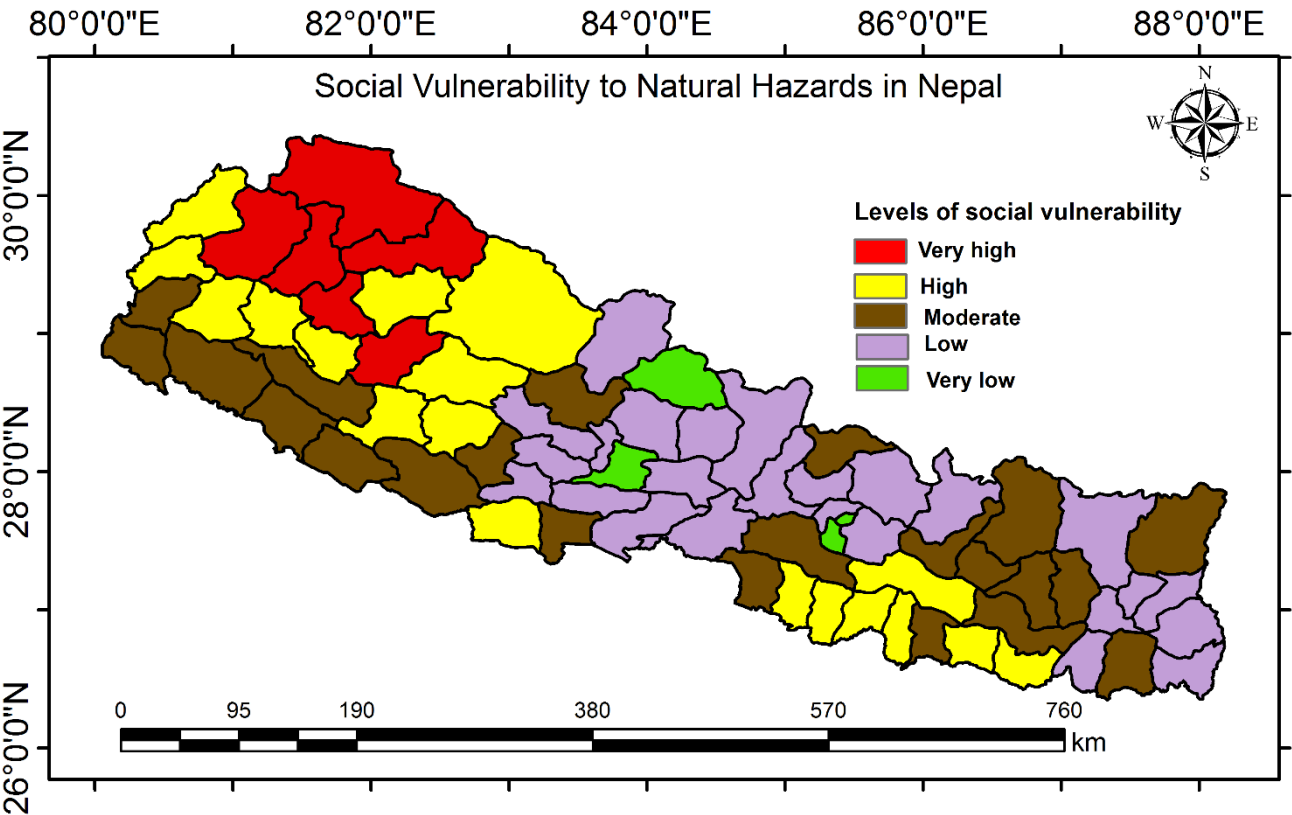 80°0'0"E 82°0'0"E 84°0'0"E 86°0'0"E 88°0'0"E
Social Vulnerability to Natural Hazards in Nepal
N
W E
S
30°0'0"N
Levels of social vulnerability
Very high
High
Moderate
Low
Very low
28°0'0"N
26°0'0"N
0 95 190 380 570 760
km